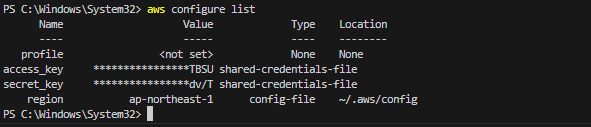 PS C:\Windows\System32> aws configure list
Name Value Type Location
---- ----- ---- --------
profile <not set> None None
access_key ****************TBSU shared-credentials-file
secret_key ****************dv/T shared-credentials-file
region ap-northeast-1 config-file ~/.aws/config
PS C:\Windows\System32>